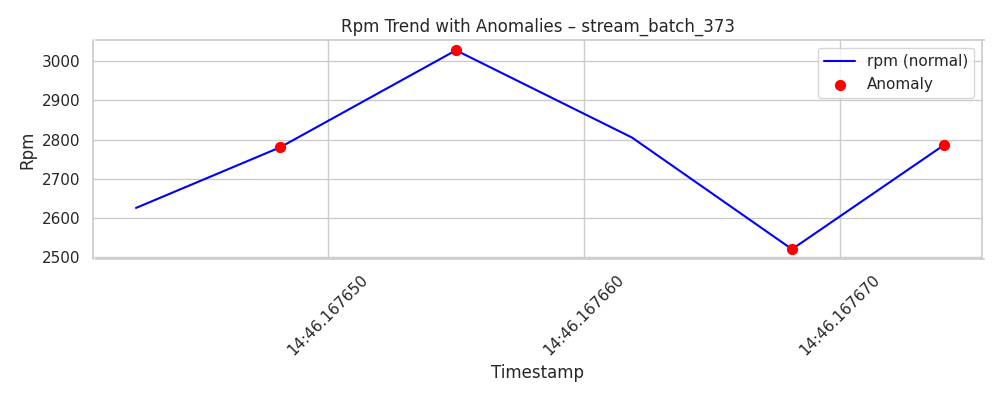 Rpm Trend with Anomalies – stream_batch_373
rpm (normal)
Anomaly
Rpm
3000
2900
2800
2700
2600
2500
14:46.167650
14:46.167660
14:46.167670
Timestamp